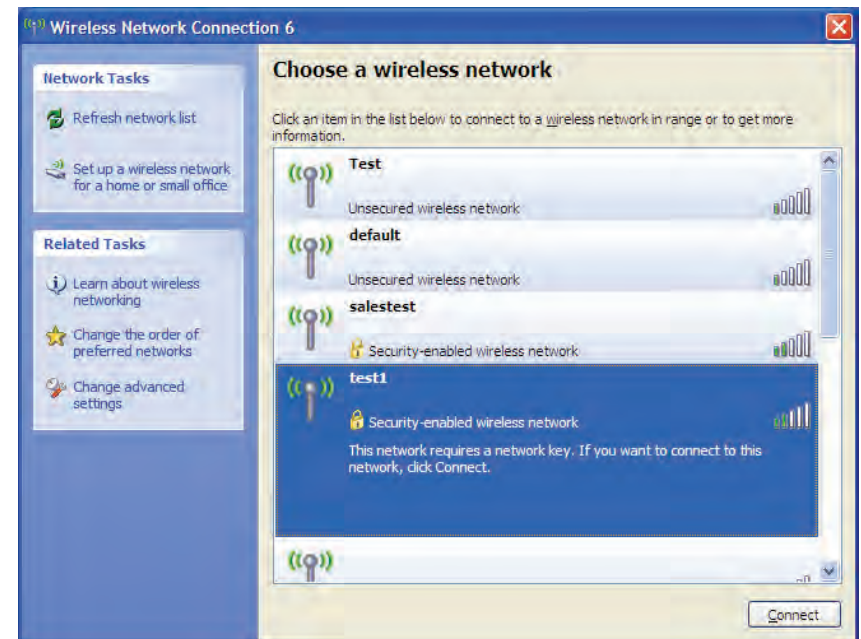 Wireless Network Connection 6
Network Tasks
Refresh network list
Set up a wireless network
for a home or small office
Related Tasks
Learn about wireless
networking
Change the order of
preferred networks
Change advanced
settings
Choose a wireless network
Click an item in the list below to connect to a wireless network in range or to get more
information.
Test
Unsecured wireless network
default
Unsecured wireless network
salestest
Security-enabled wireless network
test1
Security-enabled wireless network
This network requires a network key. If you want to connect to this
network, click Connect.
Connect